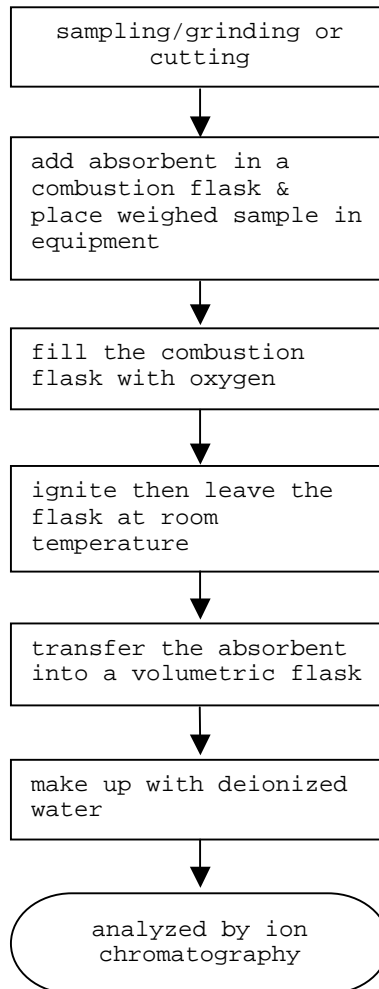 sampling/grinding or
cutting
add absorbent in a
combustion flask &
place weighed sample in
equipment
fill the combustion
flask with oxygen
ignite then leave the
flask at room
temperature
transfer the absorbent
into a volumetric flask
make up with deionized
water
analyzed by ion
chromatography